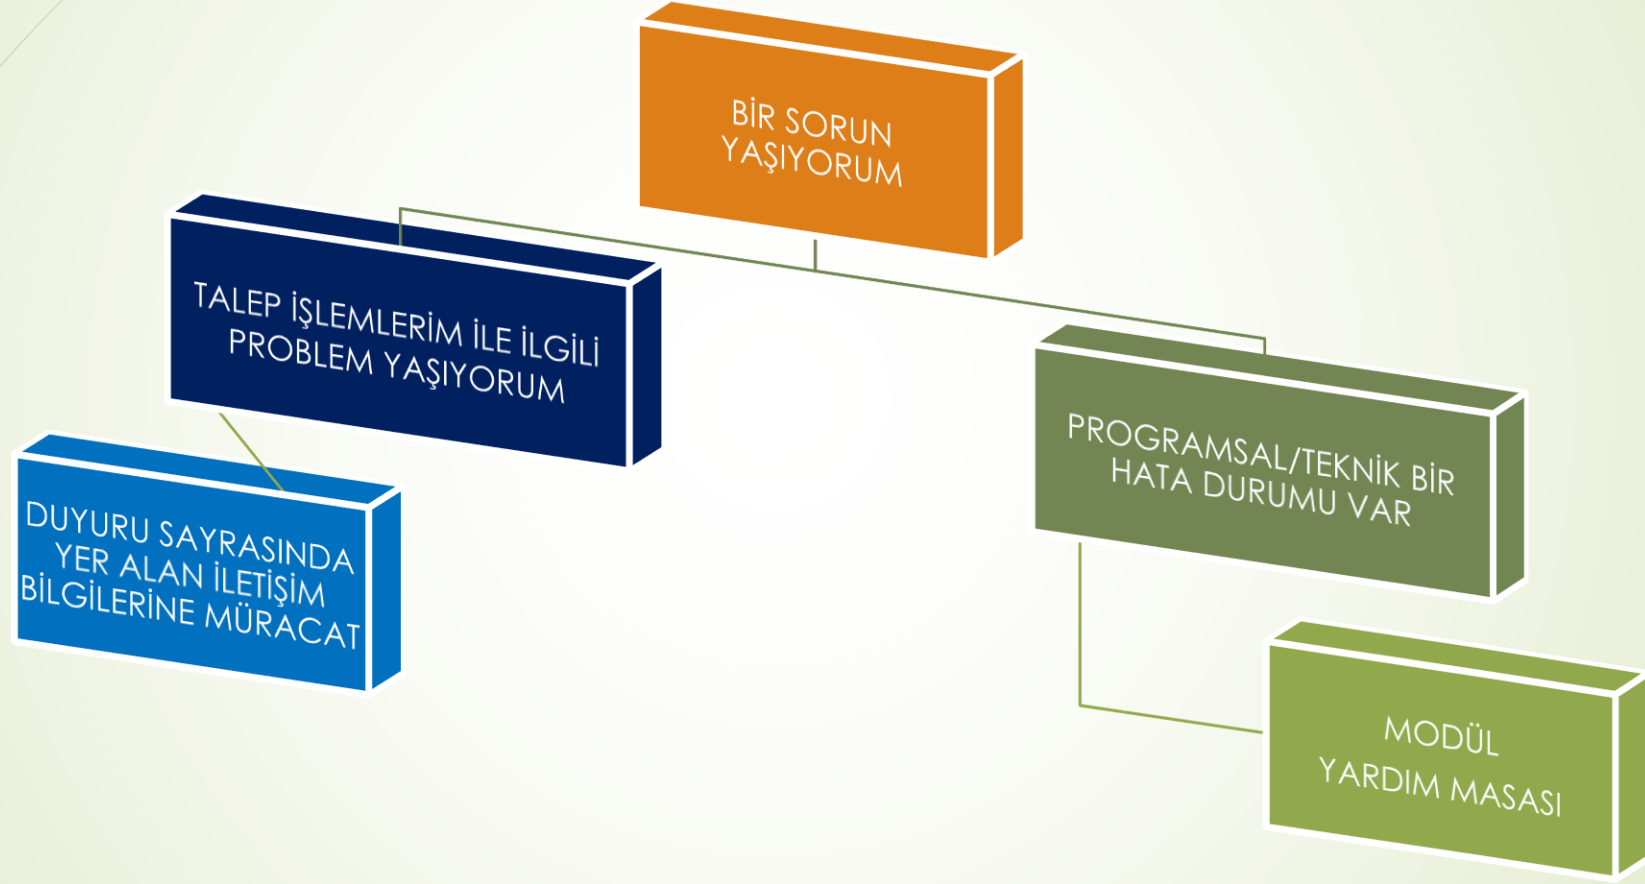 BİR SORUN
YAŞIYORUM
TALEP İŞLEMLERİM İLE İLGİLİ
PROBLEM YAŞIYORUM
PROGRAMSAL/TEKNİK BİR
HATA DURUMU VAR
DUYURU SAYRASINDA
YER ALAN İLETİŞİM
BİLGİLERİNE MÜRACAT
MODÜL
YARDIM MASASI